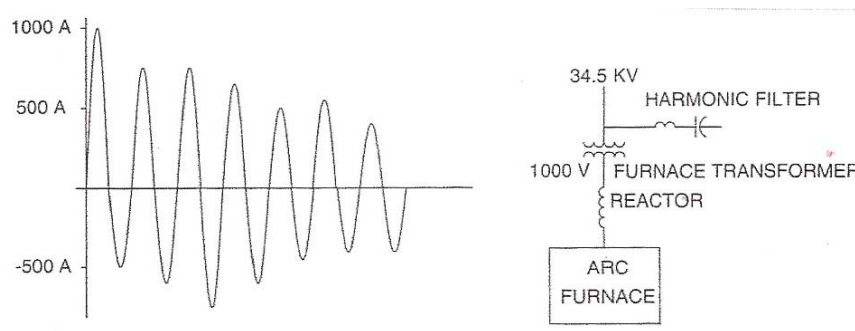 1000 A
500 A
-500 A
34.5 KV
HARMONIC FILTER
1000 V
FURNACE TRANSFORMER
REACTOR
ARC
FURNACE